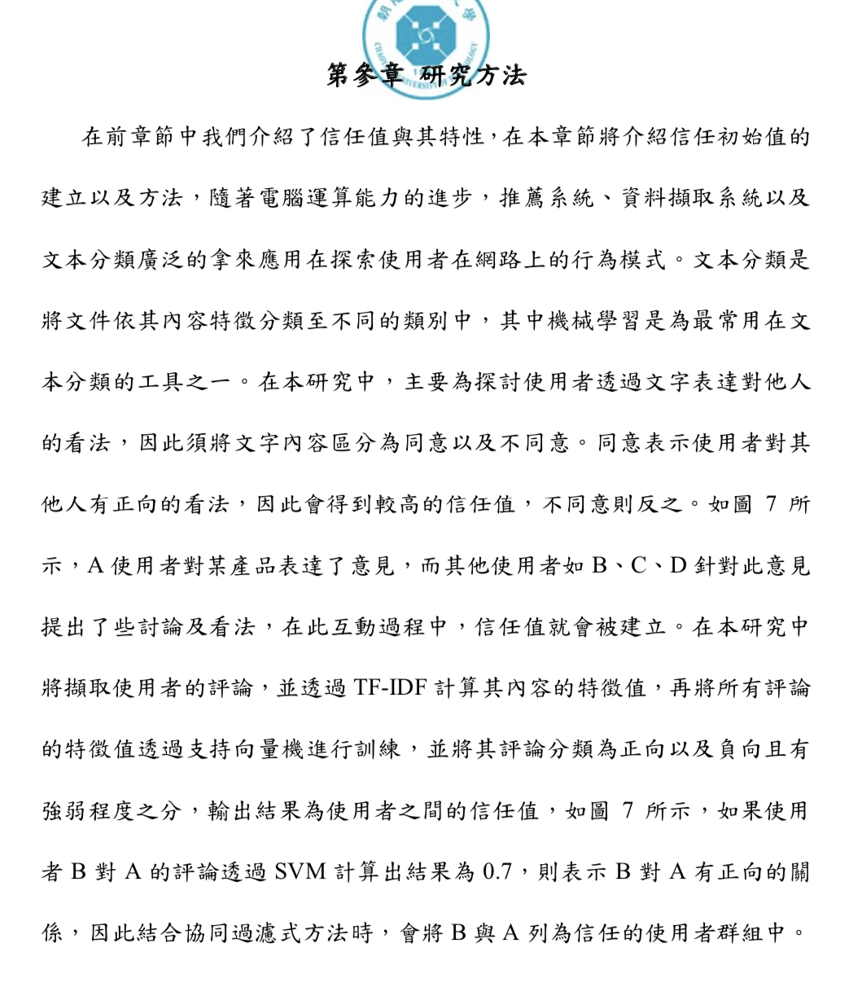 朝
學
CHAOY
UNIVERSITY OF
第參章 研究方法
在前章節中我們介紹了信任值與其特性，在本章節將介紹信任初始值的
建立以及方法，隨著電腦運算能力的進步，推薦系統、資料擷取系統以及
文本分類廣泛的拿來應用在探索使用者在網路上的行為模式。文本分類是
將文件依其內容特徵分類至不同的類別中，其中機械學習是為最常用在文
本分類的工具之一。在本研究中，主要為探討使用者透過文字表達對他人
的看法，因此須將文字內容區分為同意以及不同意。同意表示使用者對其
他人有正向的看法，因此會得到較高的信任值，不同意則反之。如圖 7 所
示，A 使用者對某產品表達了意見，而其他使用者如 B、C、D 針對此意見
提出了些討論及看法，在此互動過程中，信任值就會被建立。在本研究中
將擷取使用者的評論，並透過 TF-IDF 計算其內容的特徵值，再將所有評論
的特徵值透過支持向量機進行訓練，並將其評論分類為正向以及負向且有
強弱程度之分，輸出結果為使用者之間的信任值，如圖 7 所示，如果使用
者 B 對 A 的評論透過 SVM 計算出結果為 0.7，則表示 B 對 A 有正向的關
係，因此結合協同過濾式方法時，會將 B 與 A 列為信任的使用者群組中。